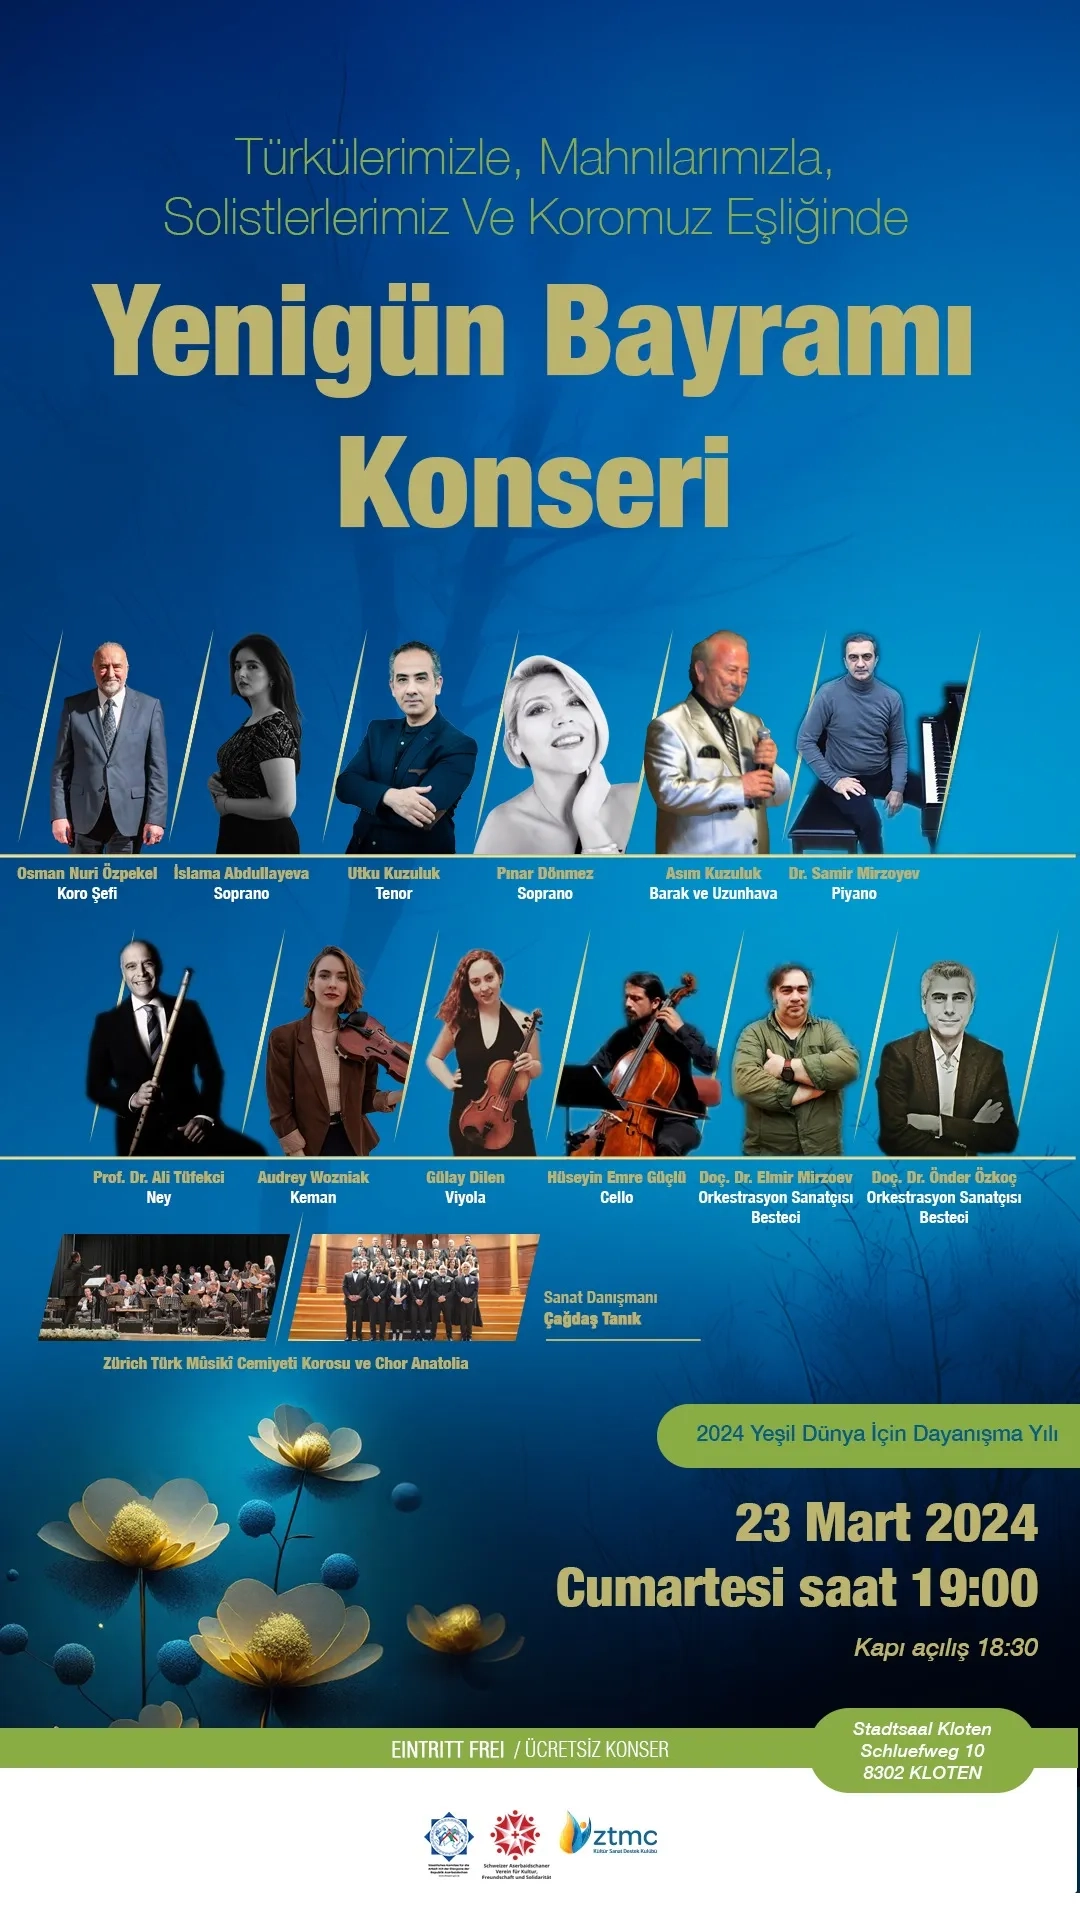 Türkülerimizle, Mahnılarımızla,
Solistlerlerimiz Ve Koromuz Eşliğinde
Yenigün Bayramı
Konseri
Osman Nuri Özpekel
Koro Şefi
İslama Abdullayeva
Soprano
Utku Kuzuluk
Tenor
Pınar Dönmez
Soprano
Asım Kuzuluk
Barak ve Uzunhava
Dr. Samir Mirzoyev
Piyano
Prof. Dr. Ali Tüfekci
Ney
Audrey Wozniak
Keman
Gülay Dilen
Viyola
Hüseyin Emre Güçlü
Cello
Doç. Dr. Elmir Mirzoev
Orkestrasyon Sanatçısı
Besteci
Doç. Dr. Önder Özkoç
Orkestrasyon Sanatçısı
Besteci
Sanat Danışmanı
Çağdaş Tanık
Zürich Türk Mûsikî Cemiyeti Korosu ve Chor Anatolia
2024 Yeşil Dünya İçin Dayanışma Yılı
23 Mart 2024
Cumartesi saat 19:00
Kapı açılış 18:30
EINTRITT FREI / ÜCRETSİZ KONSER
Stadtsaal Kloten
Schluefweg 10
8302 KLOTEN
Schweizer Aserbaidschaner
Verein für Kultur,
Freundschaft und Solidarität
ztmc
Kültür Sanat Destek Kulübü